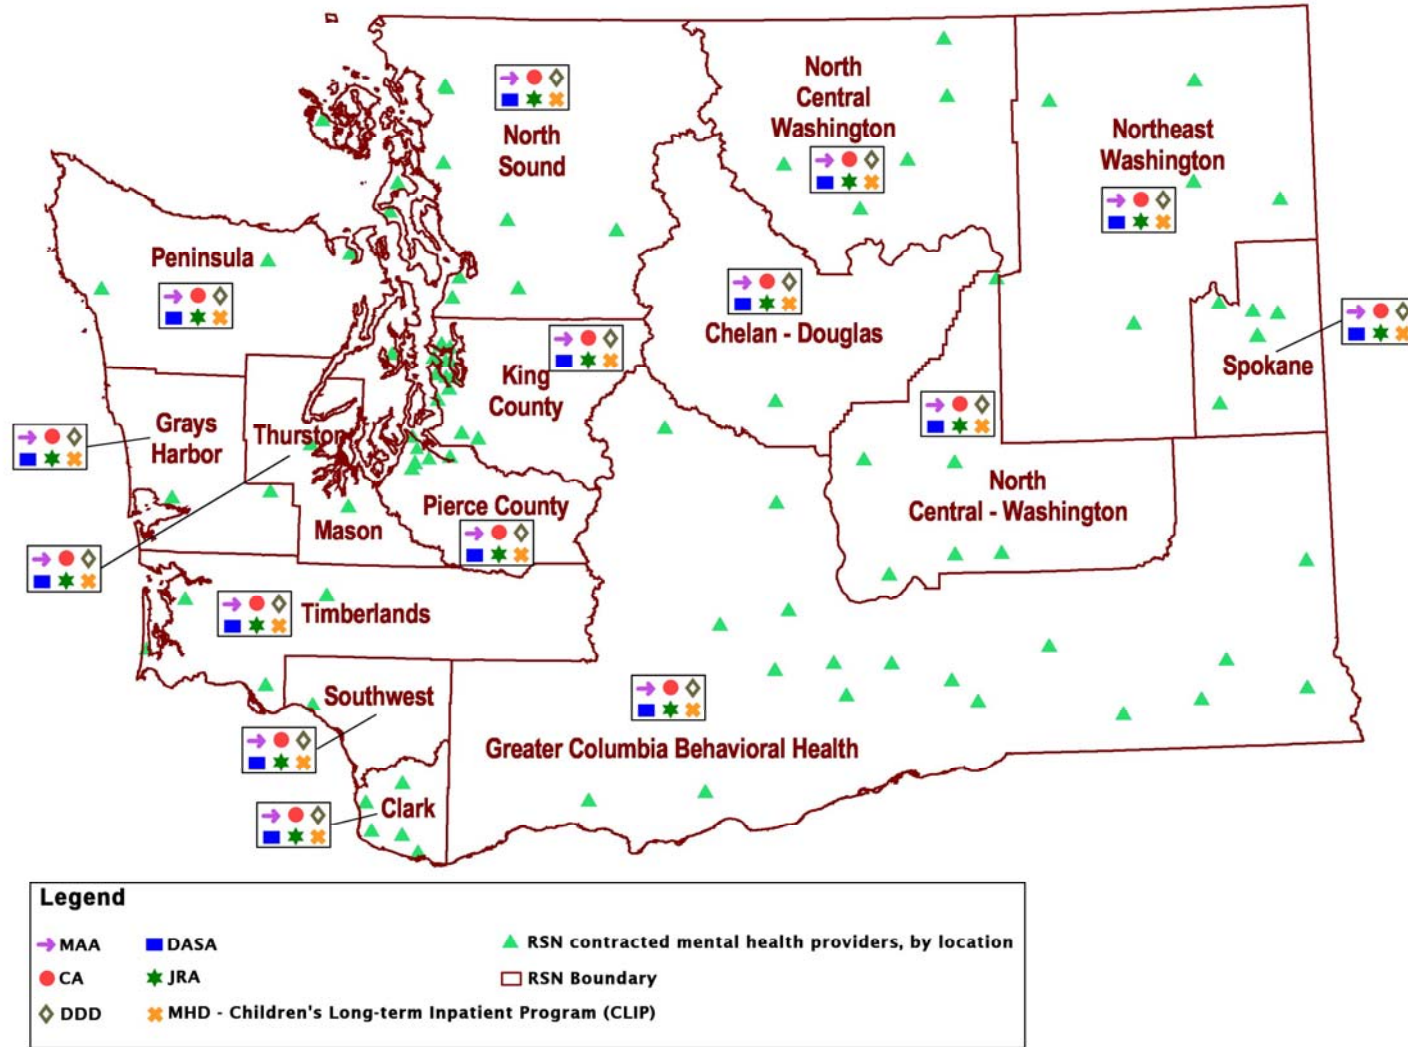 North
Central
Washington
Northeast
Washington
North
Sound
Peninsula
Chelan - Douglas
Spokane
King
County
Grays
Harbor
Thurston
North
Central - Washington
Pierce County
Mason
Timberlands
Southwest
Greater Columbia Behavioral Health
Clark
Legend
MAA
DASA
RSN contracted mental health providers, by location
CA
JRA
RSN Boundary
DDD
MHD - Children's Long-term Inpatient Program (CLIP)